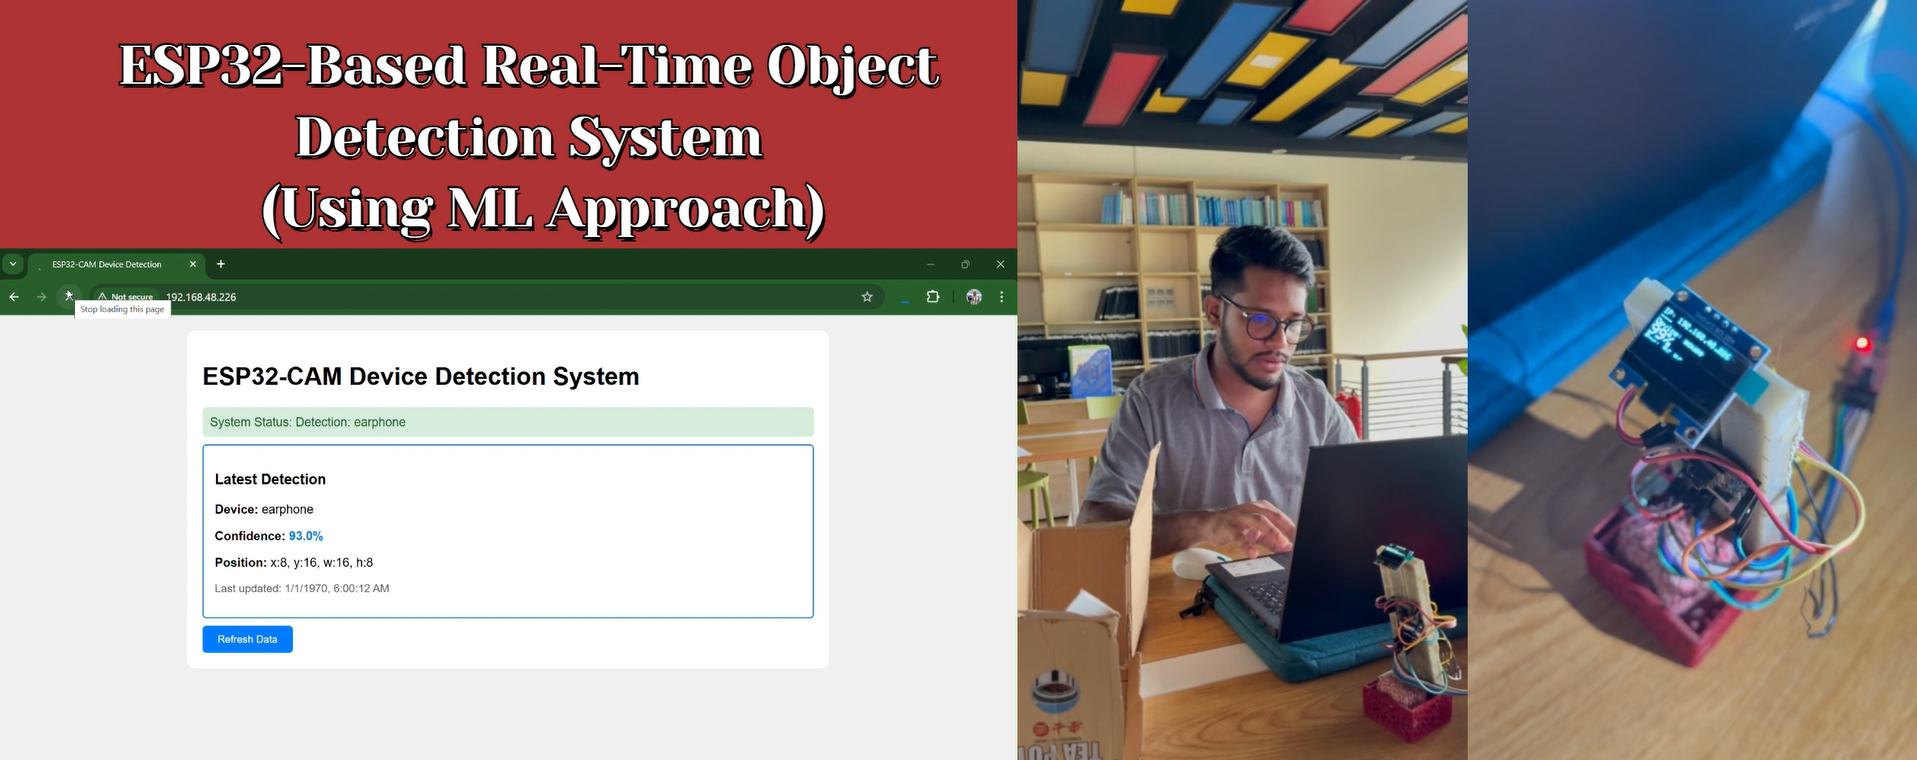 ESP32-Based Real-Time Object
Detection System
(Using ML Approach)
ESP32-CAM Device Detection
Not secure
192.168.48.226
Stop loading this page
ESP32-CAM Device Detection System
System Status: Detection: earphone
Latest Detection
Device: earphone
Confidence: 93.0%
Position: x:8, y:16, w:16, h:8
Last updated: 1/1/1970, 6:00:12 AM
Refresh Data
TEA PO
IP: 192.168.48.226
99%